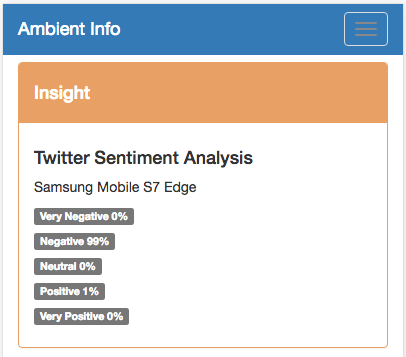 Ambient Info
Insight
Twitter Sentiment Analysis
Samsung Mobile S7 Edge
Very Negative 0%
Negative 99%
Neutral 0%
Positive 1%
Very Positive 0%